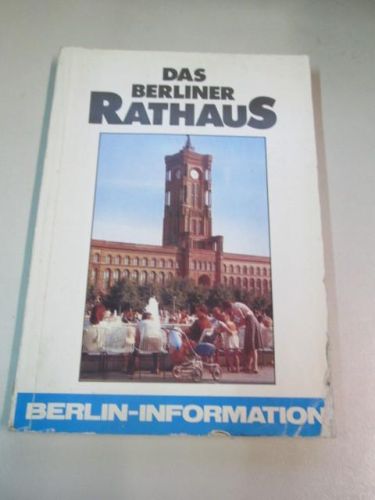 DAS
BERLINER
RATHAUS
BERLIN-INFORMATION